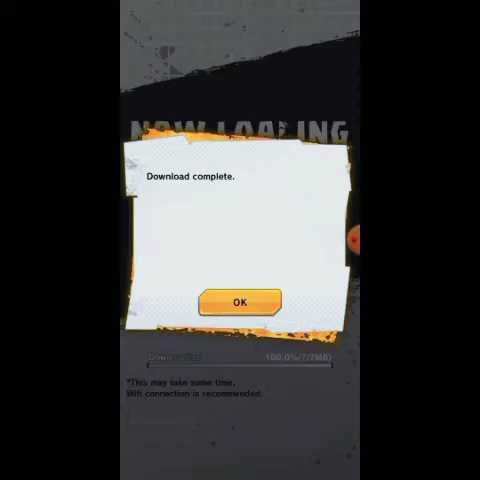 NOW LOADING
Download complete.
OK
100.0%(7/7MB)
*This may take some time.
Wifi connection is recommended.